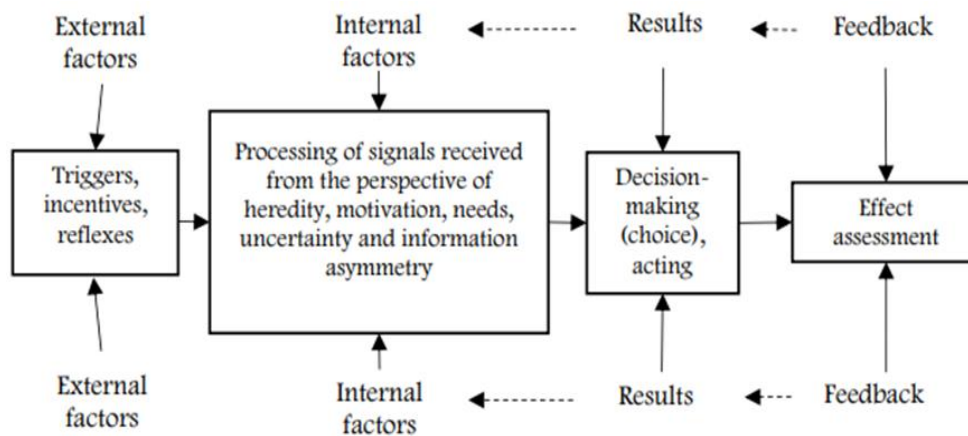 External
factors
Internal
factors
Results
Feedback
Triggers,
incentives,
reflexes
Processing of signals received
from the perspective of
heredity, motivation, needs,
uncertainty and information
asymmetry
Decision-
making
(choice),
acting
Effect
assessment
External
factors
Internal
factors
Results
Feedback